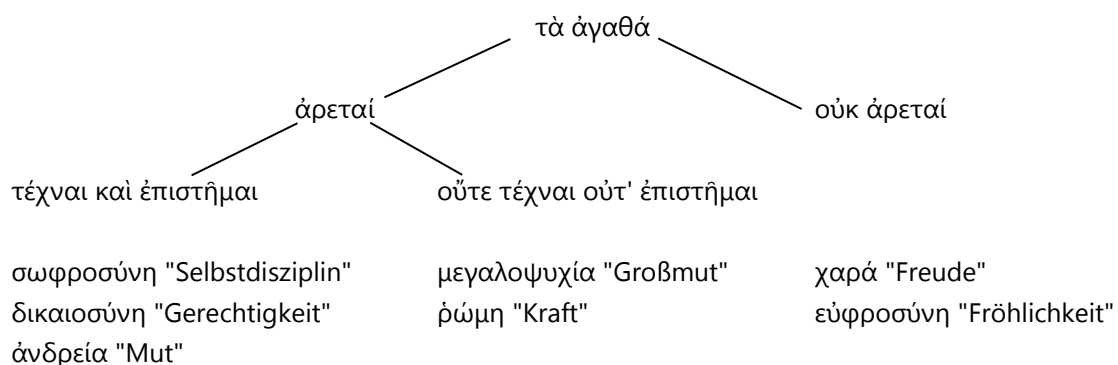 τὰ ἀγαθά
ἀρεταί οὐκ ἀρεταί
τέχναι καὶ ἐπιστῆμαι οὔτε τέχναι οὐτ' ἐπιστῆμαι
σωφροσύνη "Selbstdisziplin" μεγαλοψυχία "Großmut" χαρά "Freude"
δικαιοσύνη "Gerechtigkeit" ῥώμη "Kraft" εὐφροσύνη "Fröhlichkeit"
ἀνδρεία "Mut"